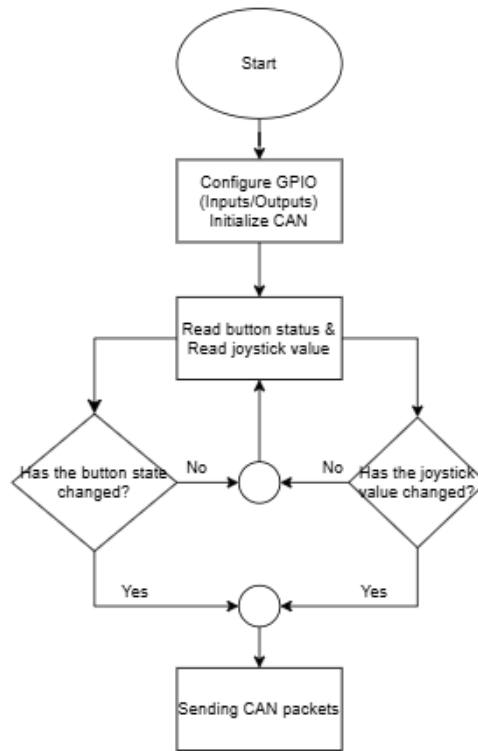 Start
Configure GPIO
(Inputs/Outputs)
Initialize CAN
Read button status &
Read joystick value
Has the button state
changed?
No
No
Has the joystick
value changed?
Yes
Yes
Sending CAN packets